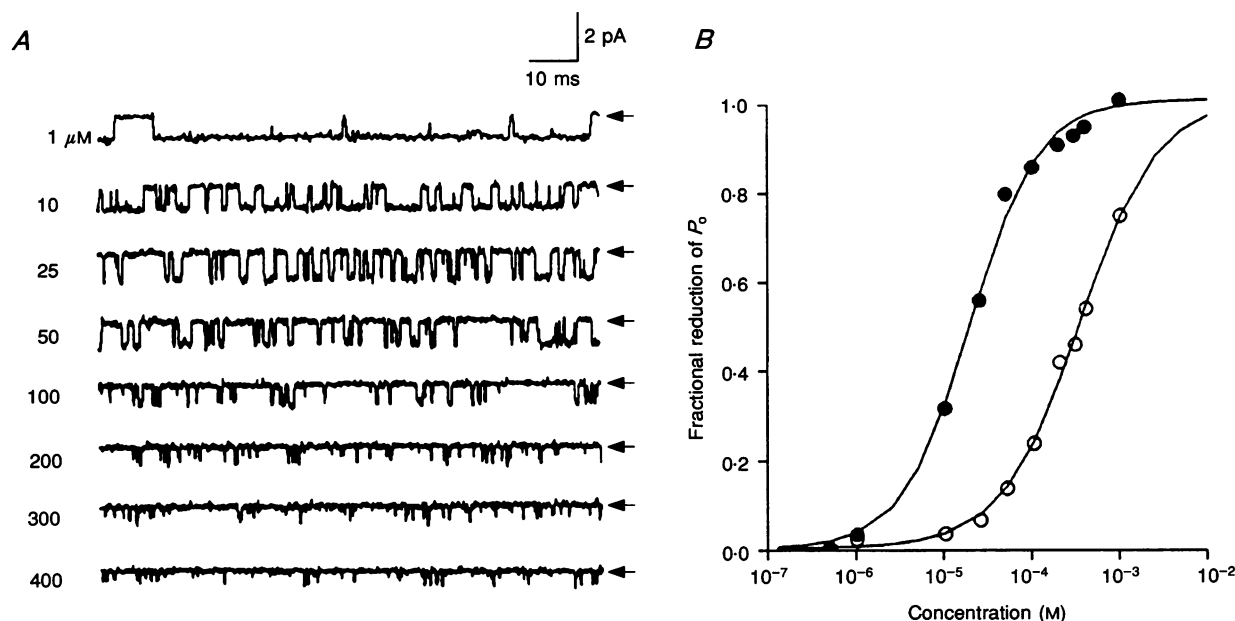 A
2 pA
10 ms
1 μM
10
25
50
100
200
300
400
B
Fractional reduction of Pₒ
1·0
0·8
0·6
0·4
0·2
0·0
10⁻⁷ 10⁻⁶ 10⁻⁵ 10⁻⁴ 10⁻³ 10⁻²
Concentration (M)